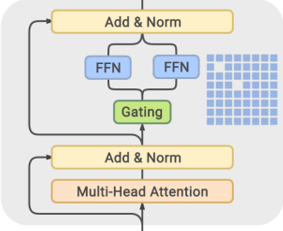 Add & Norm
FFN FFN
Gating
Add & Norm
Multi-Head Attention